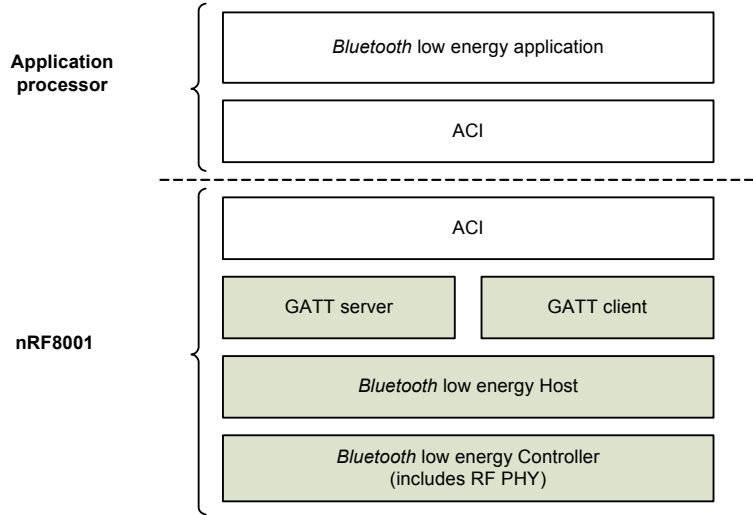 Bluetooth low energy application
Application
processor
ACI
ACI
GATT server
GATT client
nRF8001
Bluetooth low energy Host
Bluetooth low energy Controller
(includes RF PHY)